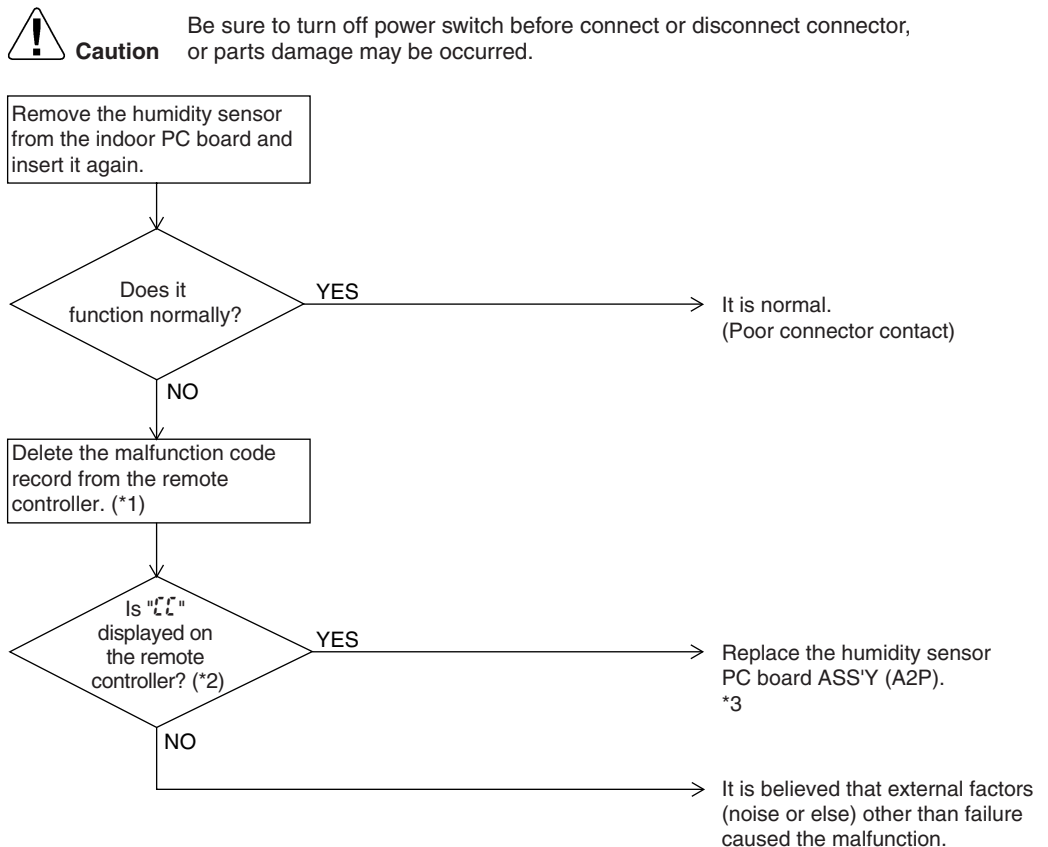 Be sure to turn off power switch before connect or disconnect connector,
Caution or parts damage may be occurred.
Remove the humidity sensor
from the indoor PC board and
insert it again.
Does it
function normally?
YES
It is normal.
(Poor connector contact)
NO
Delete the malfunction code
record from the remote
controller. (*1)
Is "CC"
displayed on
the remote
controller? (*2)
YES
Replace the humidity sensor
PC board ASS'Y (A2P).
*3
NO
It is believed that external factors
(noise or else) other than failure
caused the malfunction.